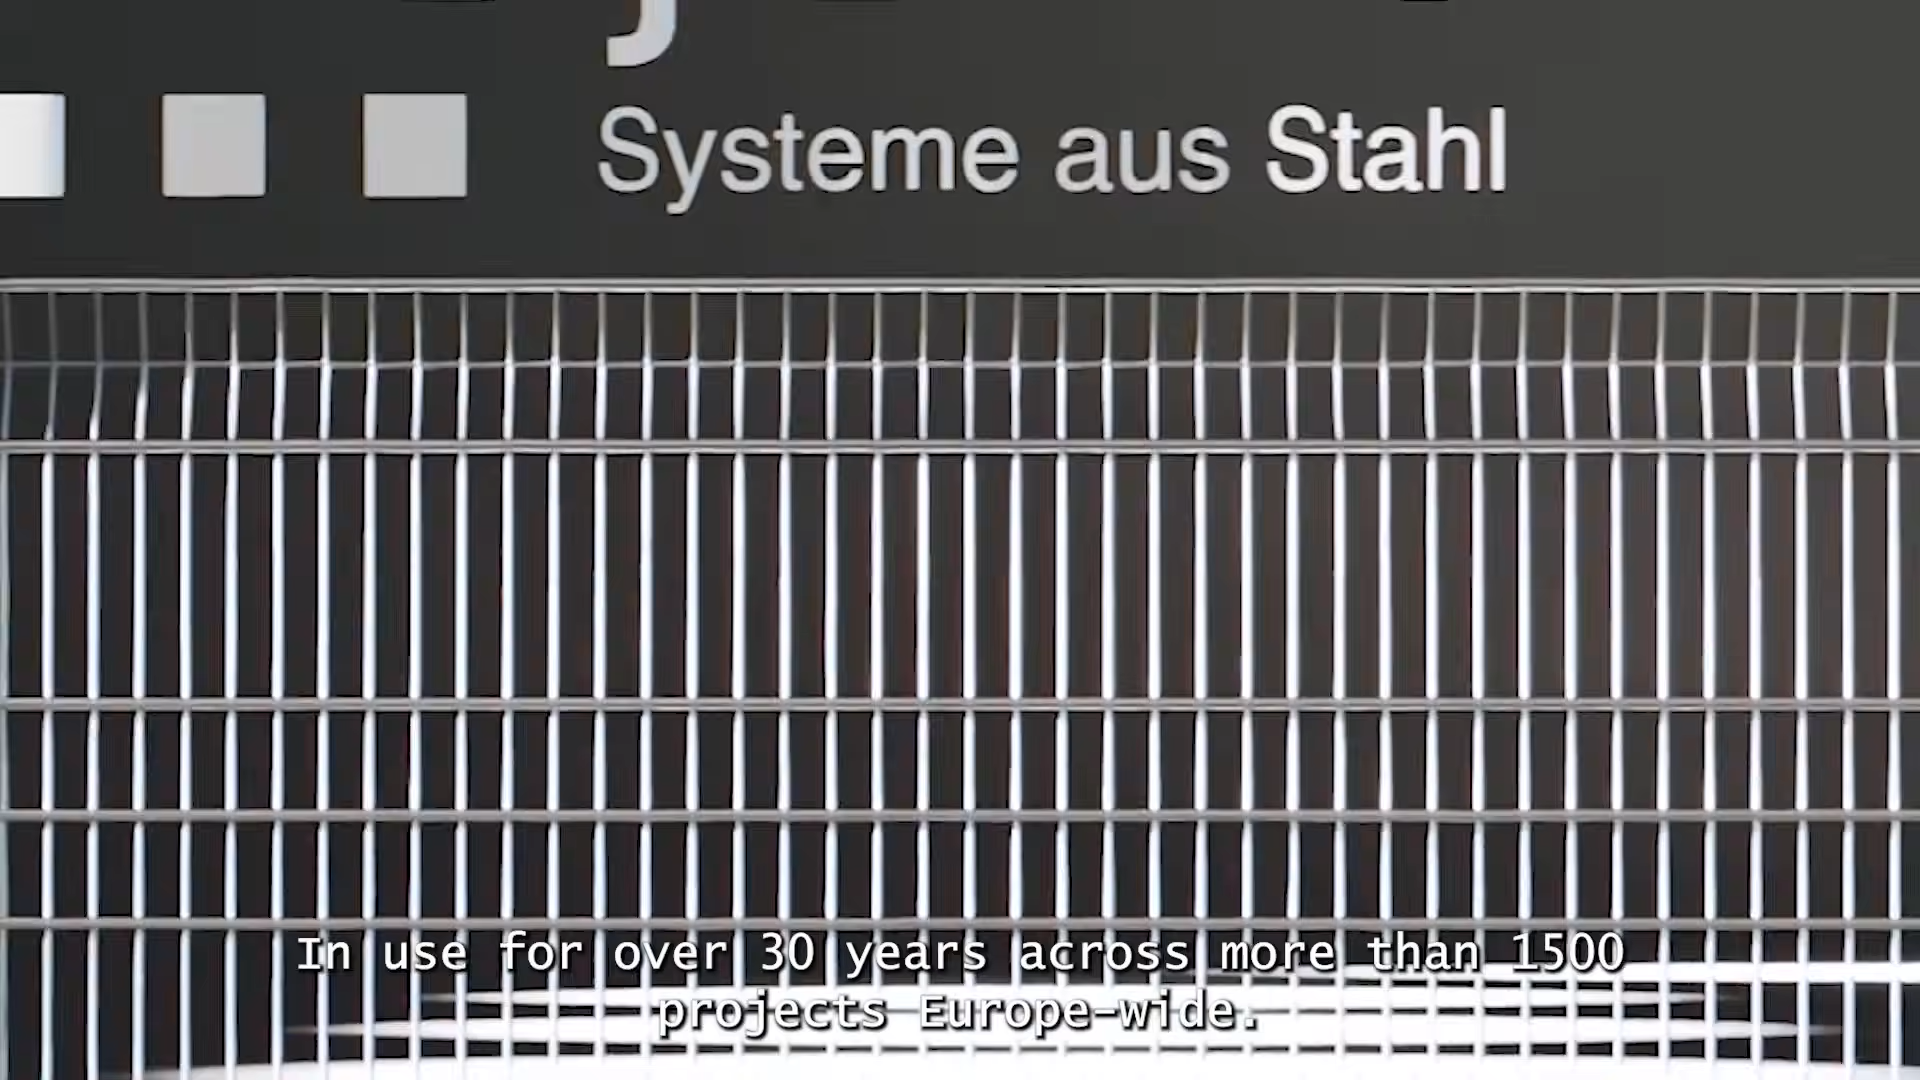 Systeme aus Stahl
In use for over 30 years across more than 1500
projects Europe-wide.